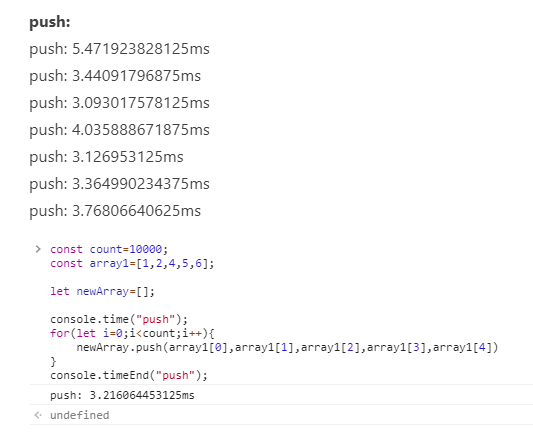 push:
push: 5.471923828125ms
push: 3.44091796875ms
push: 3.093017578125ms
push: 4.035888671875ms
push: 3.126953125ms
push: 3.364990234375ms
push: 3.76806640625ms
> const count=10000;
const array1=[1,2,4,5,6];
let newArray=[];
console.time("push");
for(let i=0;i<count;i++){
    newArray.push(array1[0],array1[1],array1[2],array1[3],array1[4])
}
console.timeEnd("push");
push: 3.216064453125ms
undefined